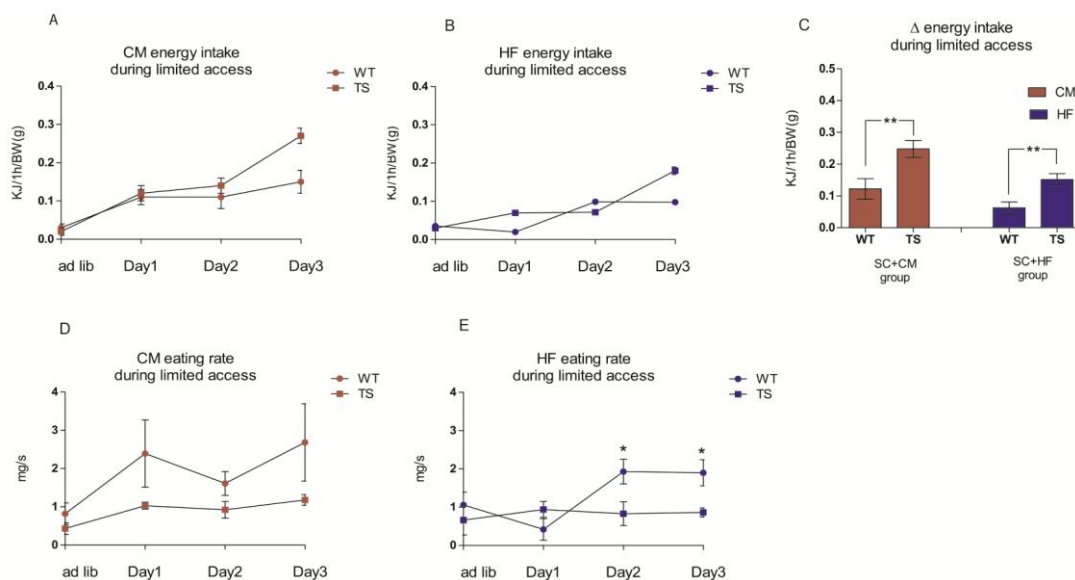 A
CM energy intake
during limited access
WT
TS
KJ/1h/BW(g)
0.5
0.4
0.3
0.2
0.1
0.0
ad lib Day1 Day2 Day3
B
HF energy intake
during limited access
WT
TS
KJ/1h/BW(g)
0.5
0.4
0.3
0.2
0.1
0.0
ad lib Day1 Day2 Day3
C
Δ energy intake
during limited access
CM
HF
KJ/1h/BW(g)
0.5
0.4
0.3
0.2
0.1
0.0
**
**
WT TS WT TS
SC+CM
group
SC+HF
group
D
CM eating rate
during limited access
WT
TS
mg/s
4
3
2
1
0
ad lib Day1 Day2 Day3
E
HF eating rate
during limited access
WT
TS
mg/s
4
3
2
1
0
* *
ad lib Day1 Day2 Day3